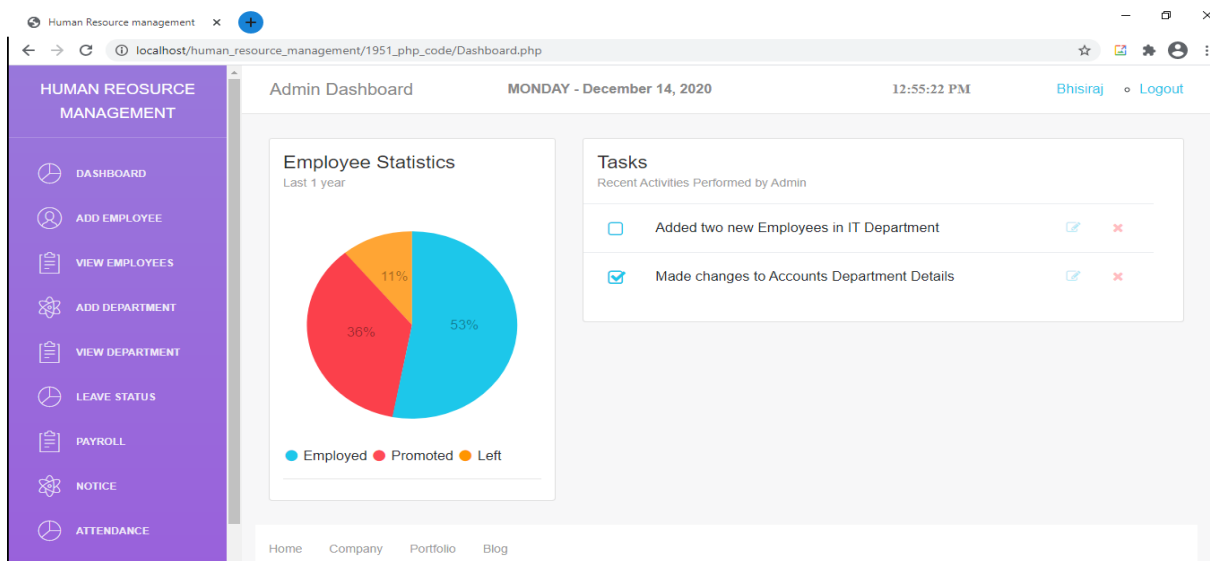 Human Resource management
localhost/human_resource_management/1951_php_code/Dashboard.php
HUMAN REOSURCE
MANAGEMENT
DASHBOARD
ADD EMPLOYEE
VIEW EMPLOYEES
ADD DEPARTMENT
VIEW DEPARTMENT
LEAVE STATUS
PAYROLL
NOTICE
ATTENDANCE
Admin Dashboard MONDAY - December 14, 2020 12:55:22 PM Bhisiraj Logout
Employee Statistics
Last 1 year
11%
36% 53%
Employed Promoted Left
Tasks
Recent Activities Performed by Admin
Added two new Employees in IT Department
Made changes to Accounts Department Details
Home Company Portfolio Blog